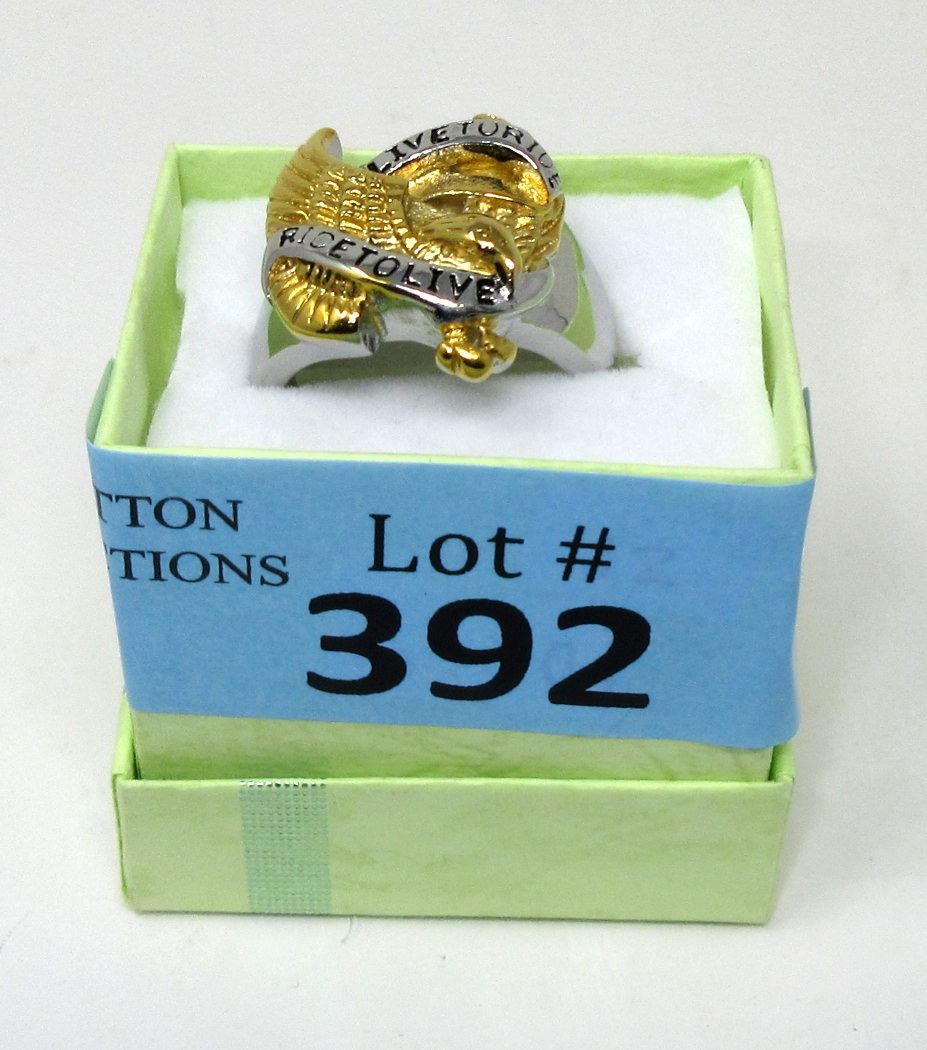 LIVETORIDE
RIDETOLIVE
TTON
TIONS
Lot #
392